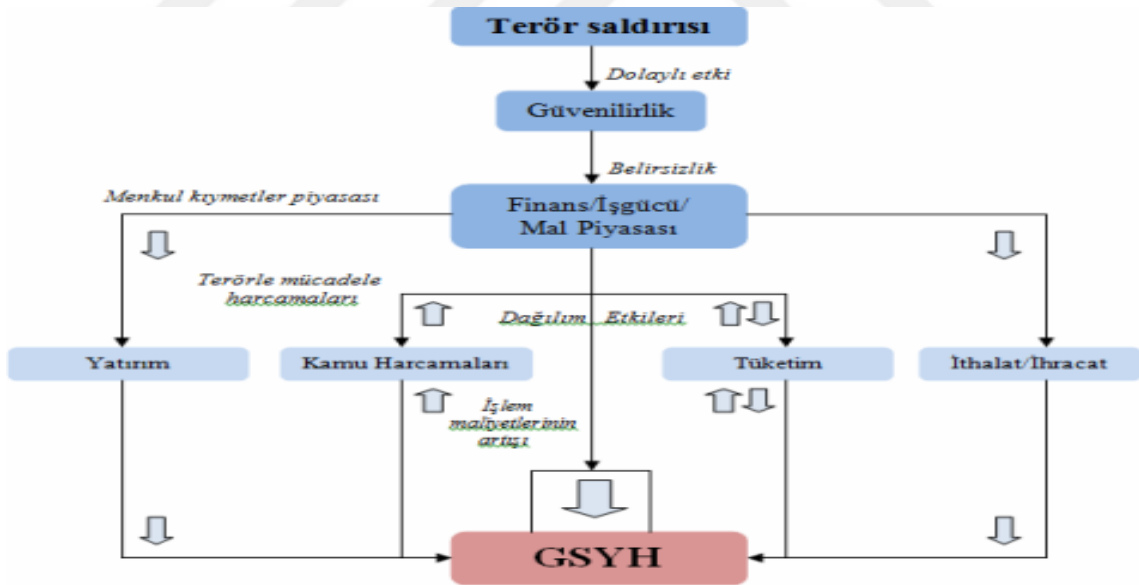 Terör saldırısı
Dolaylı etki
Güvenilirlik
Belirsizlik
Menkul kıymetler piyasası
Finans/İşgücü/
Mal Piyasası
Terörle mücadele
harcamaları
Dağılım Etkileri
Yatırım
Kamu Harcamaları
Tüketim
İthalat/İhracat
İşlem
maliyetlerinin
artışı
GSYH